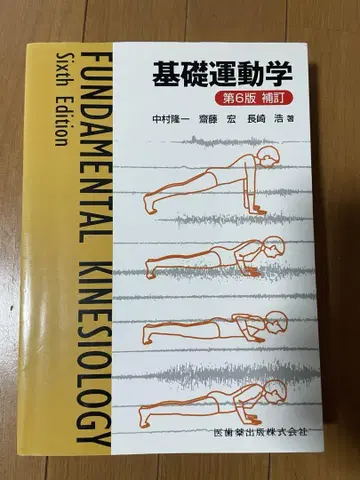 基礎運動学
第6版 補訂
中村隆一 齋藤 宏 長崎 浩 著
FUNDAMENTAL KINESIOLOGY
Sixth Edition
医歯薬出版株式会社